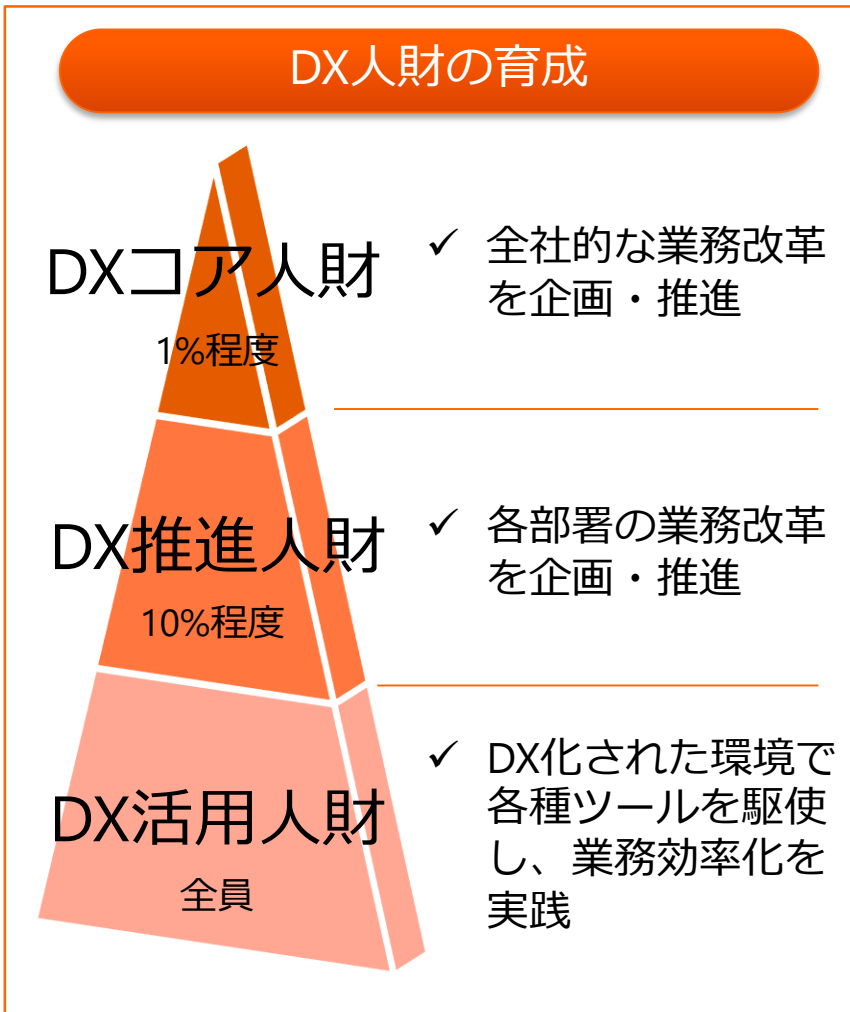 DX人財の育成
DXコア人財
1%程度
✓ 全社的な業務改革
を企画・推進
DX推進人財
10%程度
✓ 各部署の業務改革
を企画・推進
DX活用人財
全員
✓ DX化された環境で
各種ツールを駆使
し、業務効率化を
実践